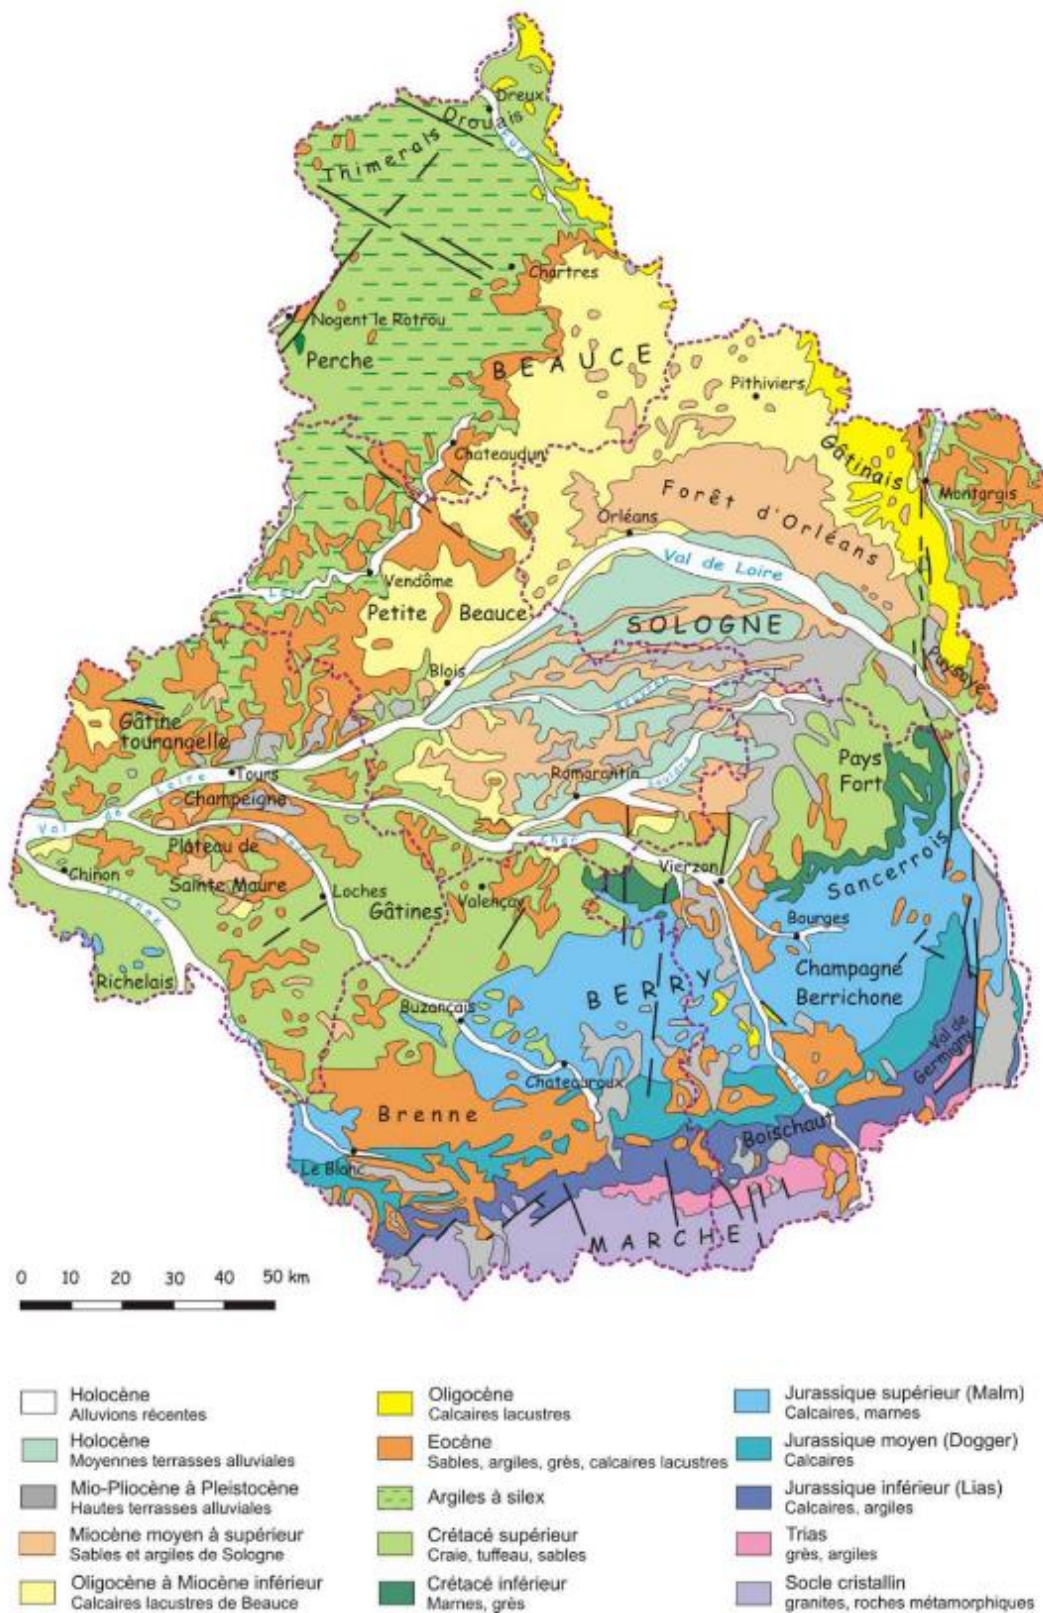 Dreux
Drouais
Eure
Thimerais
Chartres
Nogent le Rotrou
Perche
BEAUCE
Pithiviers
Chateaudun
Gâtinais
Montargis
Forêt d'Orléans
Orléans
Val de Loire
Vendôme
Loir
Petite Beauce
SOLOGNE
Blois
Puisaye
Gâtine
tourangelle
Pays
Fort
Romorantin
Sauldre
Tours
Val de Loire
Champeigne
Cher
Indre
Plateau de
Sainte Maure
Vierzon
Sancerrois
Chinon
Vienne
Loches
Gâtines
Valençay
Bourges
Richelais
Champagne
Berrichone
BERRY
Buzançais
Val de
Germigny
Chateauroux
Cher
Brenne
Boischaut
Le Blanc
MARCHE
0 10 20 30 40 50 km
Holocène
Alluvions récentes
Holocène
Moyennes terrasses alluviales
Mio-Pliocène à Pleistocène
Hautes terrasses alluviales
Miocène moyen à supérieur
Sables et argiles de Sologne
Oligocène à Miocène inférieur
Calcaires lacustres de Beauce
Oligocène
Calcaires lacustres
Eocène
Sables, argiles, grès, calcaires lacustres
Argiles à silex
Crétacé supérieur
Craie, tuffeau, sables
Crétacé inférieur
Marnes, grès
Jurassique supérieur (Malm)
Calcaires, marnes
Jurassique moyen (Dogger)
Calcaires
Jurassique inférieur (Lias)
Calcaires, argiles
Trias
grès, argiles
Socle cristallin
granites, roches métamorphiques